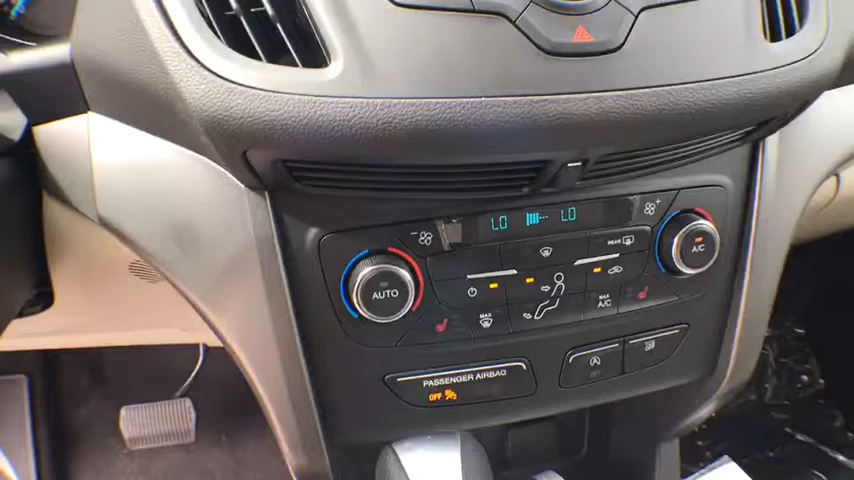 LO LO
REAR
AUTO
A/C
MAX
MAX
A/C
PASSENGER AIRBAG
OFF